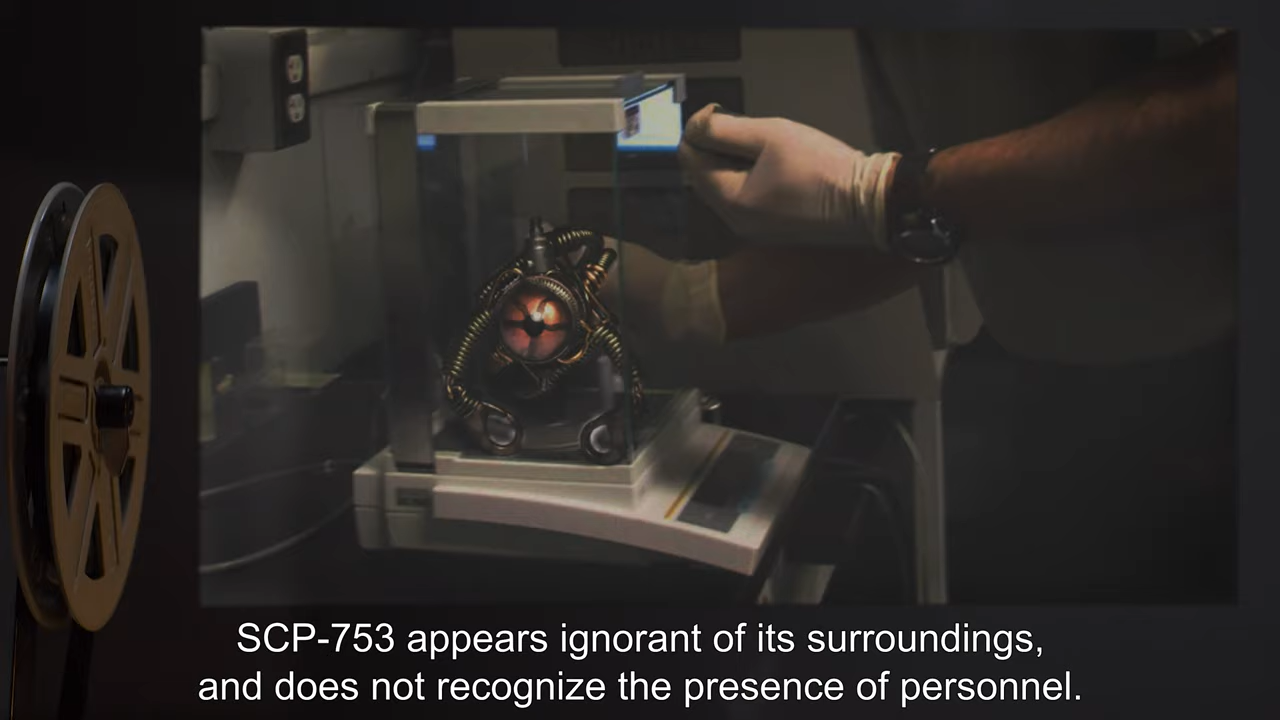 SCP-753 appears ignorant of its surroundings,
and does not recognize the presence of personnel.